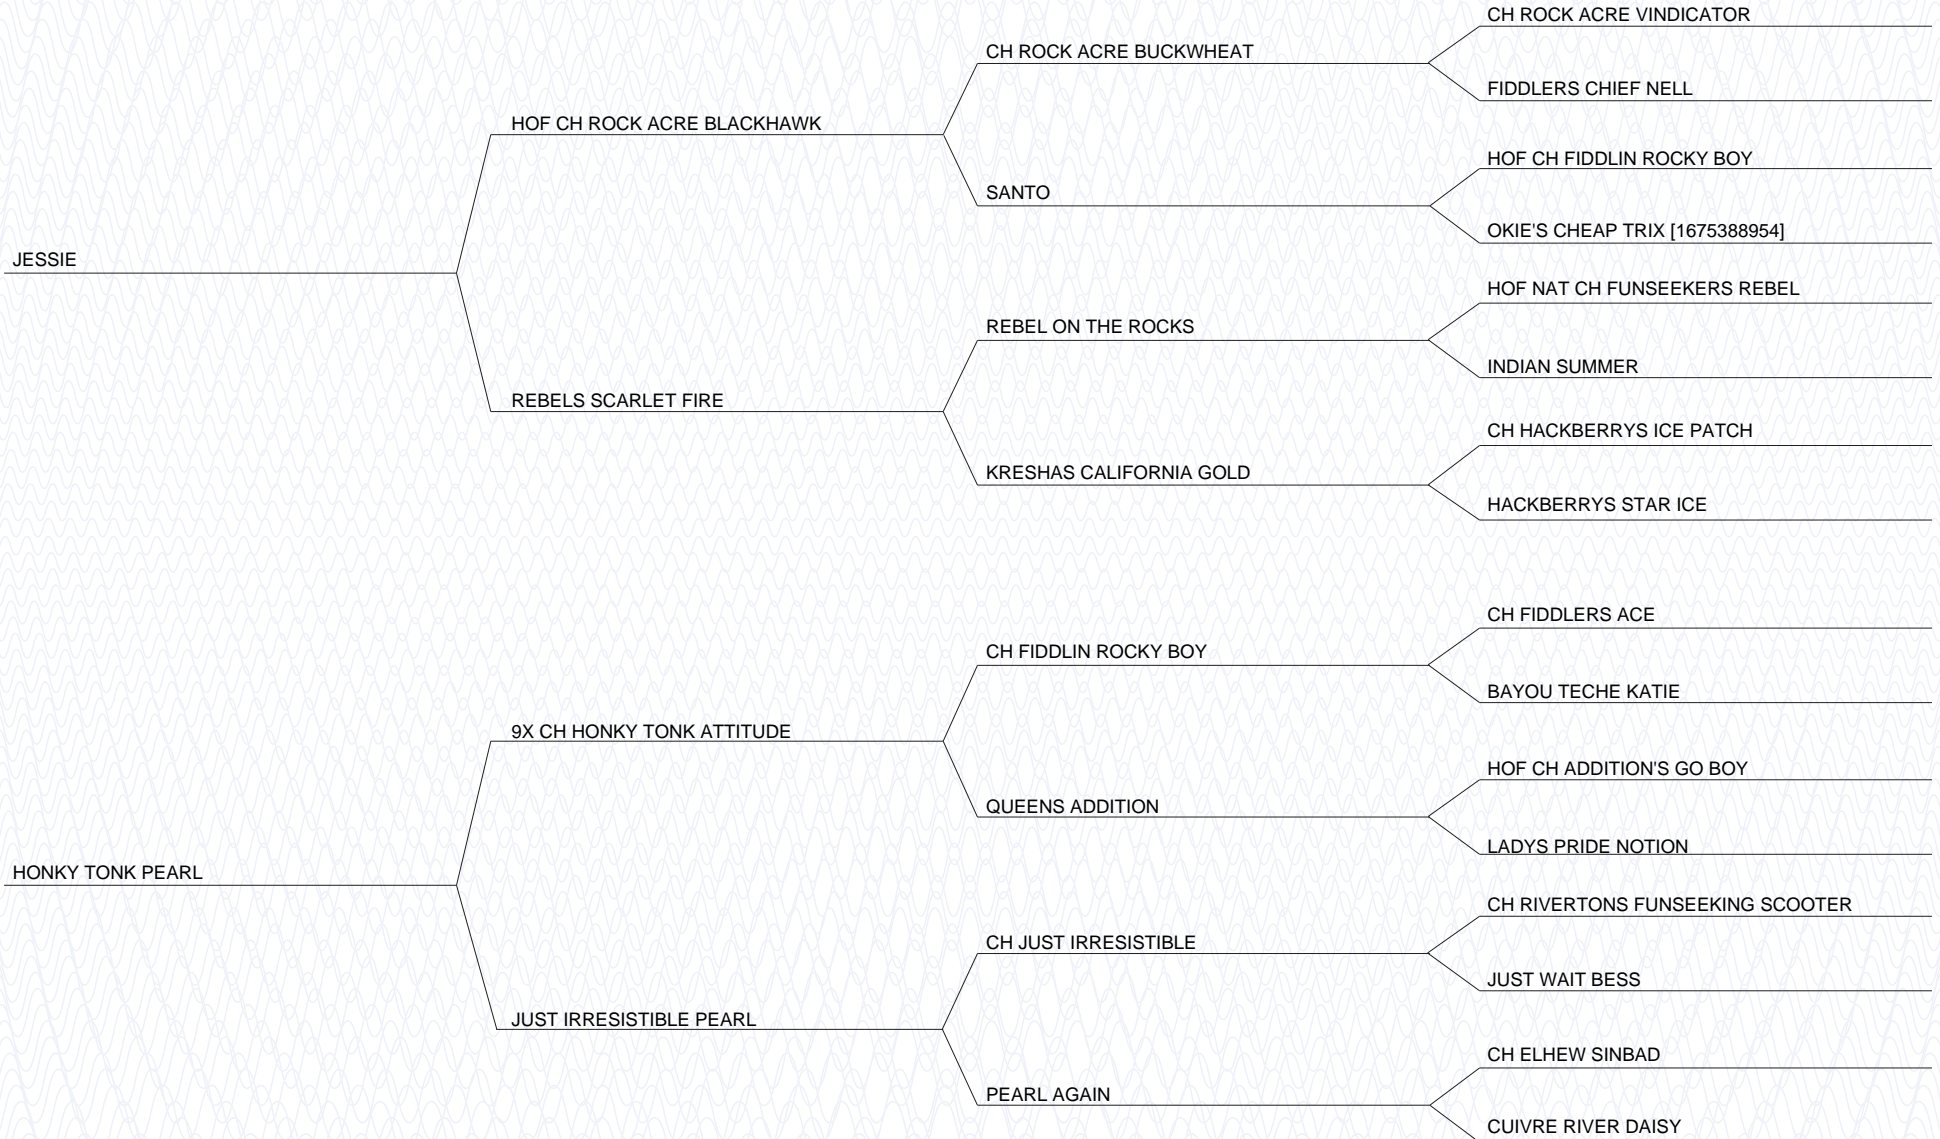 CH ROCK ACRE VINDICATOR
CH ROCK ACRE BUCKWHEAT
FIDDLERS CHIEF NELL
HOF CH ROCK ACRE BLACKHAWK
HOF CH FIDDLIN ROCKY BOY
SANTO
OKIE'S CHEAP TRIX [1675388954]
JESSIE
HOF NAT CH FUNSEEKERS REBEL
REBEL ON THE ROCKS
INDIAN SUMMER
REBELS SCARLET FIRE
CH HACKBERRYS ICE PATCH
KRESHAS CALIFORNIA GOLD
HACKBERRYS STAR ICE
CH FIDDLERS ACE
CH FIDDLIN ROCKY BOY
BAYOU TECHE KATIE
9X CH HONKY TONK ATTITUDE
HOF CH ADDITION'S GO BOY
QUEENS ADDITION
LADYS PRIDE NOTION
HONKY TONK PEARL
CH RIVERTONS FUNSEEKING SCOOTER
CH JUST IRRESISTIBLE
JUST WAIT BESS
JUST IRRESISTIBLE PEARL
CH ELHEW SINBAD
PEARL AGAIN
CUIVRE RIVER DAISY